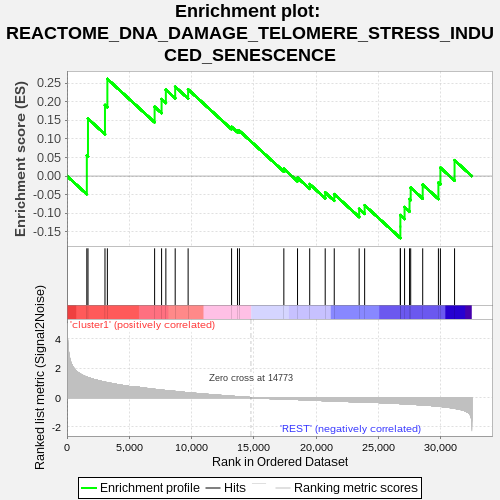 Enrichment plot:
REACTOME_DNA_DAMAGE_TELOMERE_STRESS_INDU
CED_SENESCENCE
Enrichment score (ES)
0.25
0.20
0.15
0.10
0.05
0.00
-0.05
-0.10
-0.15
'cluster1' (positively correlated)
Ranked list metric (Signal2Noise)
4
2
0
-2
Zero cross at 14773
'REST' (negatively correlated)
0
5,000
10,000
15,000
20,000
25,000
30,000
Rank in Ordered Dataset
Enrichment profile
Hits
Ranking metric scores